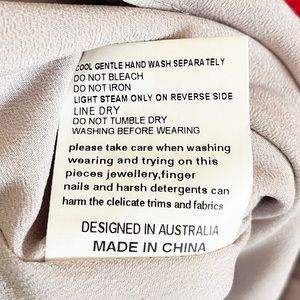 COOL GENTLE HAND WASH SEPARATELY
DO NOT BLEACH
DO NOT IRON
LIGHT STEAM ONLY ON REVERSE SIDE
LINE DRY
DO NOT TUMBLE DRY
WASHING BEFORE WEARING
please take care when washing
wearing and trying on this
pieces jewellery,finger
nails and harsh detergents can
harm the clelicate trims and fabrics
DESIGNED IN AUSTRALIA
MADE IN CHINA